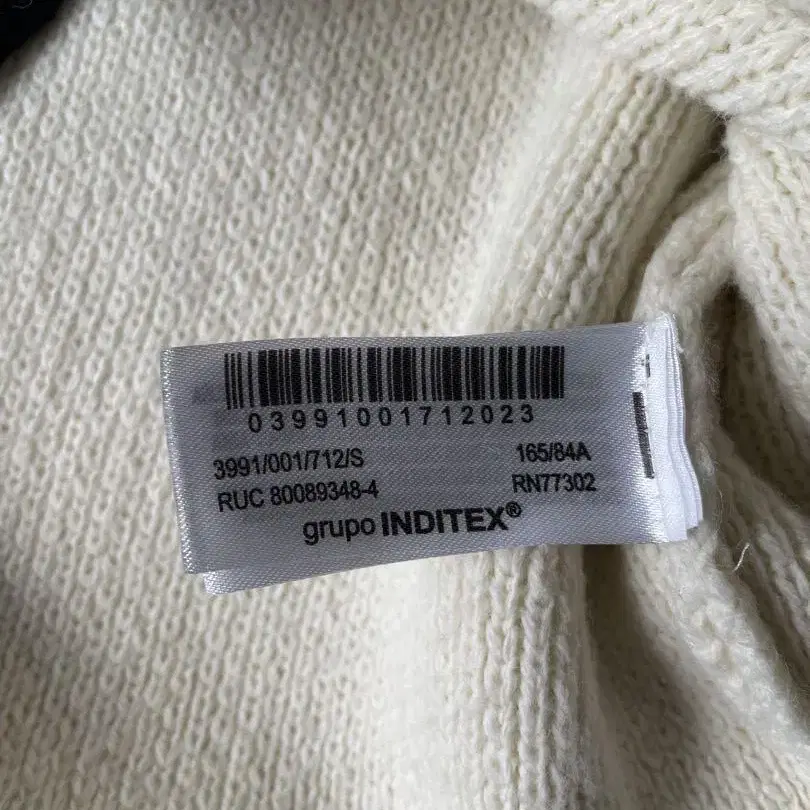 03991001712023
3991/001/712/S 165/84A
RUC 80089348-4 RN77302
grupo INDITEX®